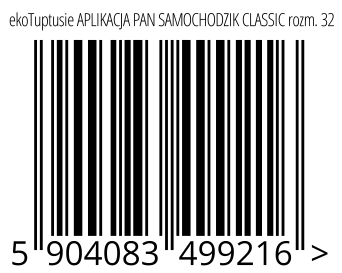 ekoTuptusie APLIKACJA PAN SAMOCHODZIK CLASSIC rozm. 32
5 904083 499216 >